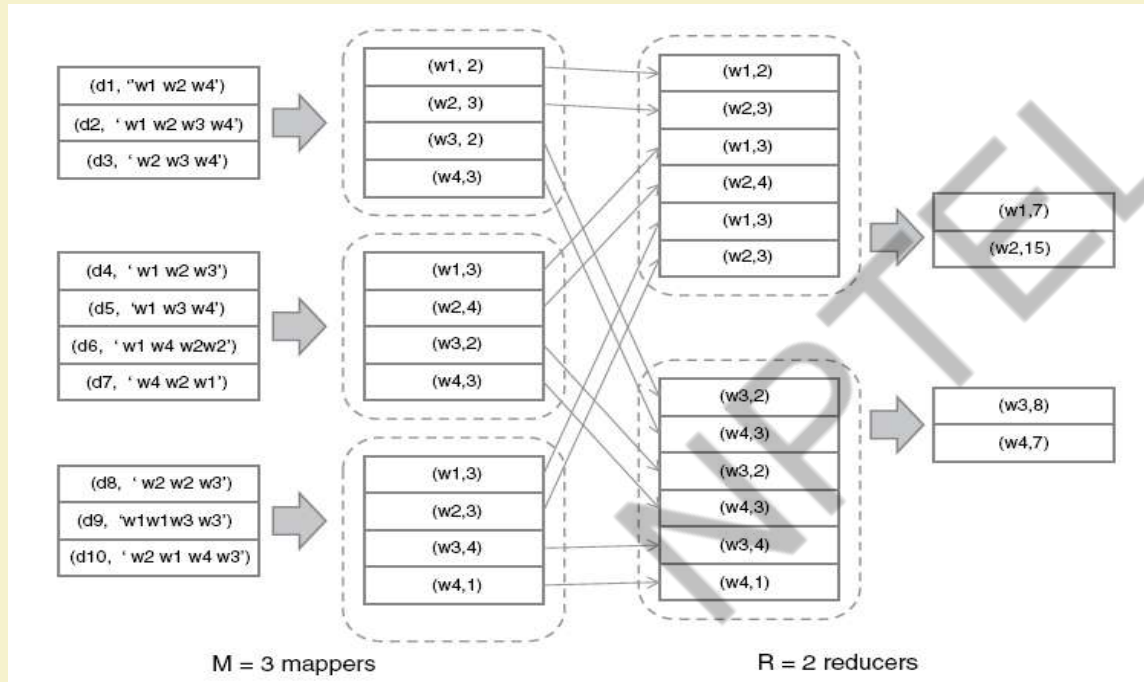 (d1, ‘'w1 w2 w4’)
(d2, ‘ w1 w2 w3 w4’)
(d3, ‘ w2 w3 w4’)
(d4, ‘ w1 w2 w3’)
(d5, ‘w1 w3 w4’)
(d6, ‘ w1 w4 w2w2’)
(d7, ‘ w4 w2 w1’)
(d8, ‘ w2 w2 w3’)
(d9, ‘w1w1w3 w3’)
(d10, ‘ w2 w1 w4 w3’)
(w1, 2)
(w2, 3)
(w3, 2)
(w4,3)
(w1,3)
(w2,4)
(w3,2)
(w4,3)
(w1,3)
(w2,3)
(w3,4)
(w4,1)
M = 3 mappers
(w1,2)
(w2,3)
(w1,3)
(w2,4)
(w1,3)
(w2,3)
(w3,2)
(w4,3)
(w3,2)
(w4,3)
(w3,4)
(w4,1)
R = 2 reducers
(w1,7)
(w2,15)
(w3,8)
(w4,7)
NPTEL